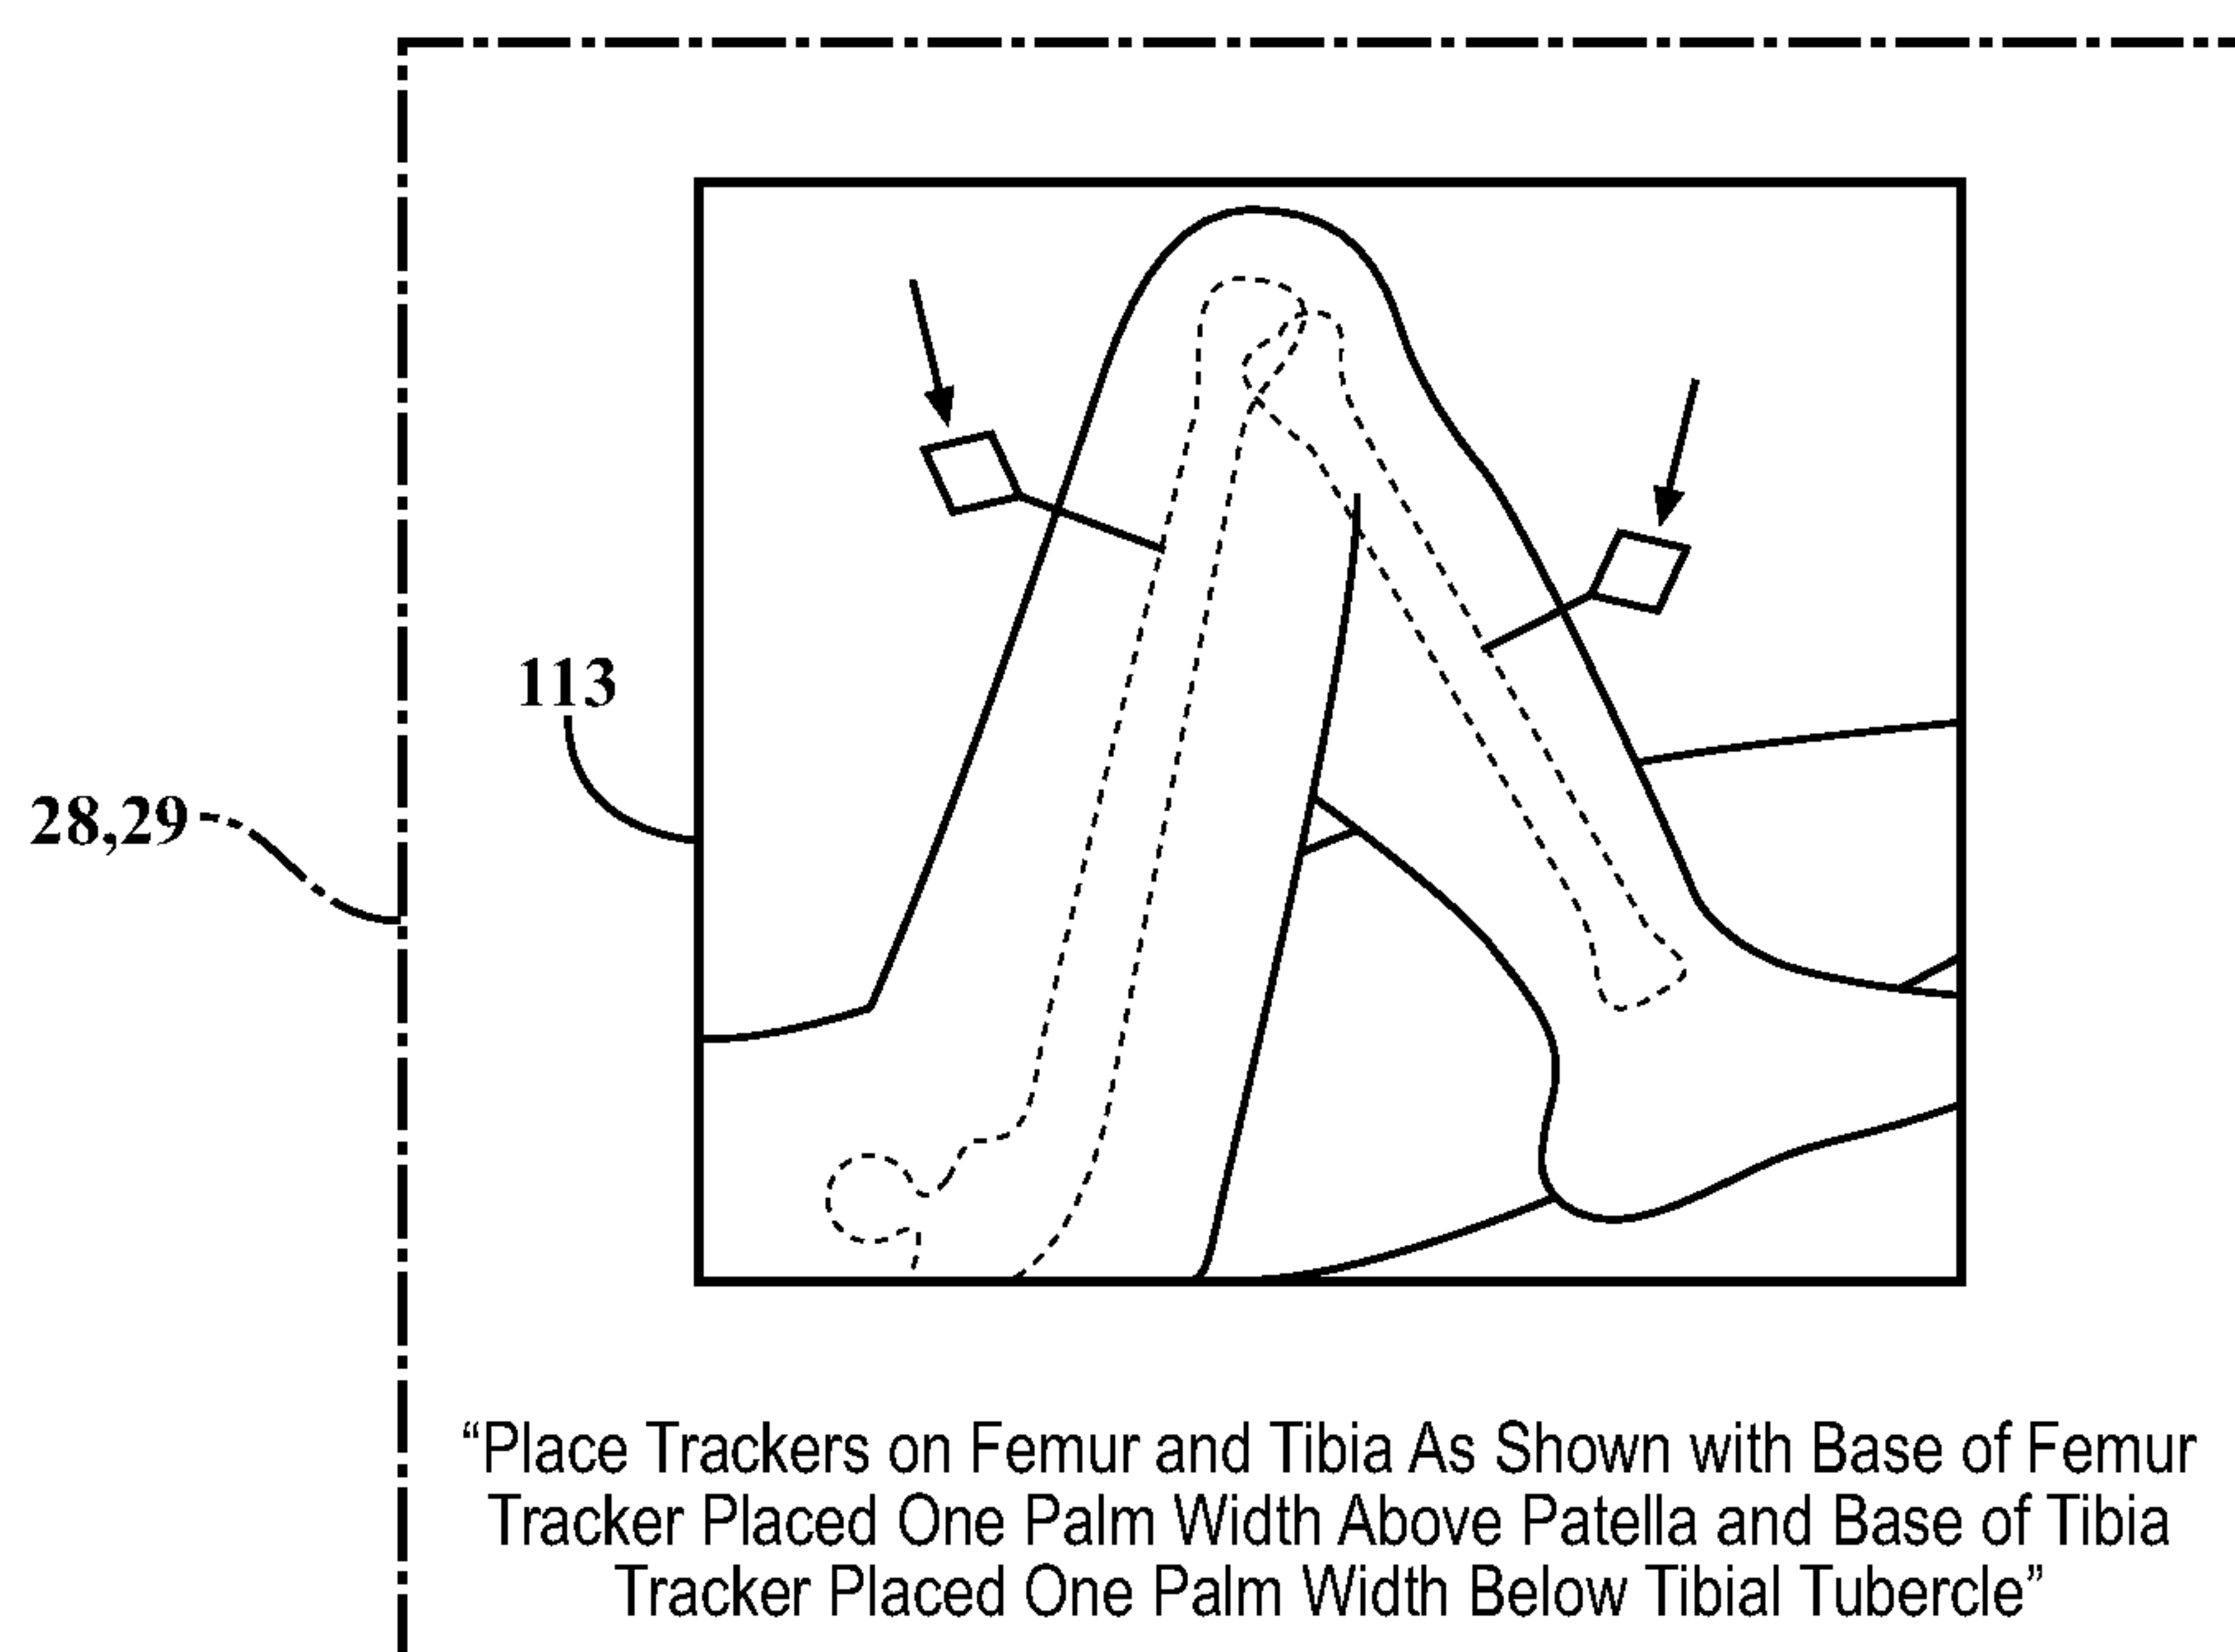 113
28,29
“Place Trackers on Femur and Tibia As Shown with Base of Femur
Tracker Placed One Palm Width Above Patella and Base of Tibia
Tracker Placed One Palm Width Below Tibial Tubercle”